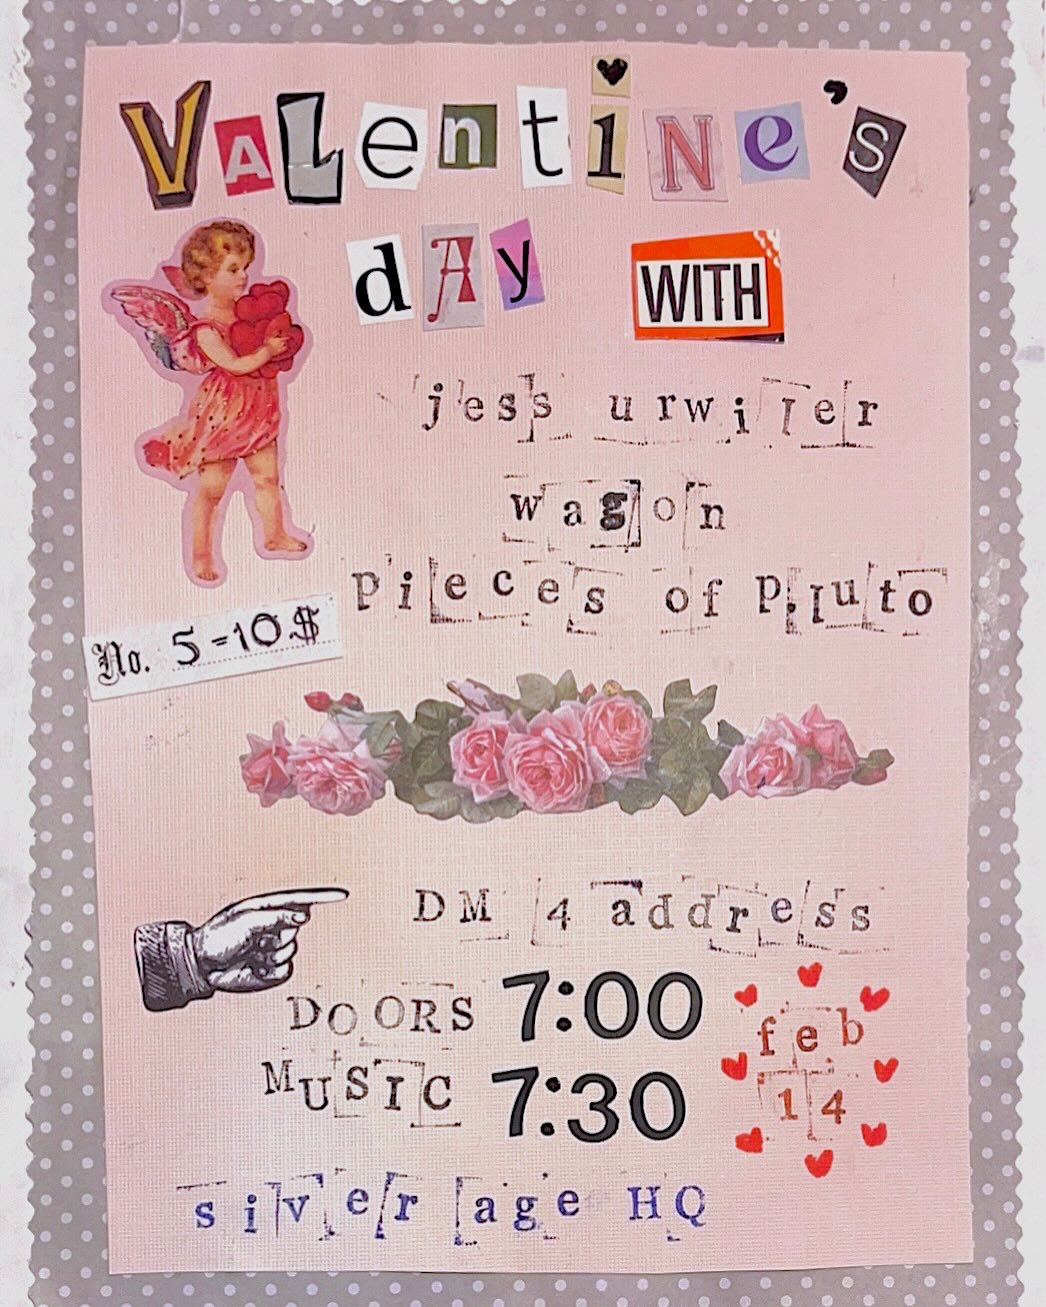 VALentiNe's
dAy WITH
jess urwiler
wagon
pieces of pluto
No. 5-10$
DM 4 address
DOORS 7:00
MUSIC 7:30
feb
14
siver age HQ